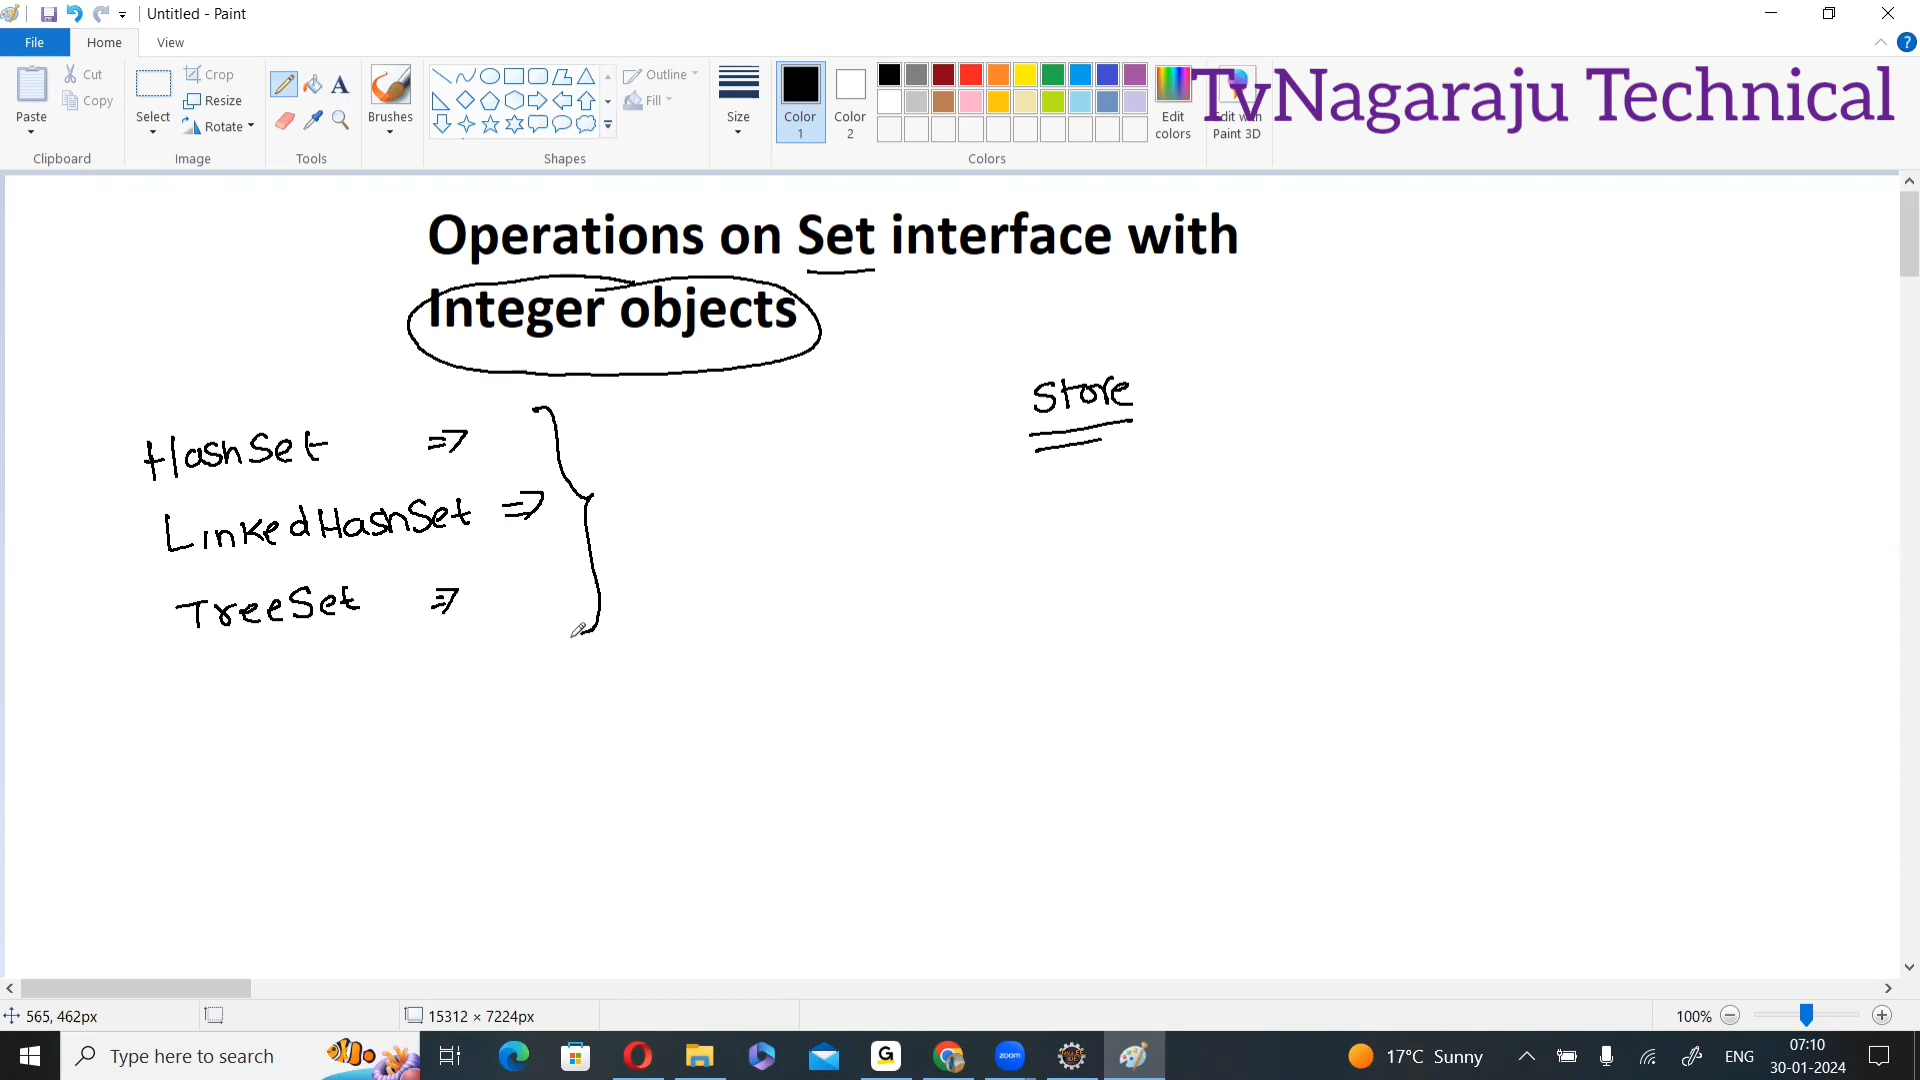 Untitled - Paint
File Home View
Cut
Copy
Paste
Clipboard
Select
Crop
Resize
Rotate
Image
Tools
Brushes
Shapes
Outline
Fill
Size
Color 1
Color 2
Colors
Edit colors
Edit with Paint 3D
TvNagaraju Technical
Operations on Set interface with
Integer objects
Store
HashSet =>
LinkedHashSet =>
TreeSet =>
565, 462px
15312 × 7224px
100%
Type here to search
zoom
17°C Sunny
ENG
07:10
30-01-2024